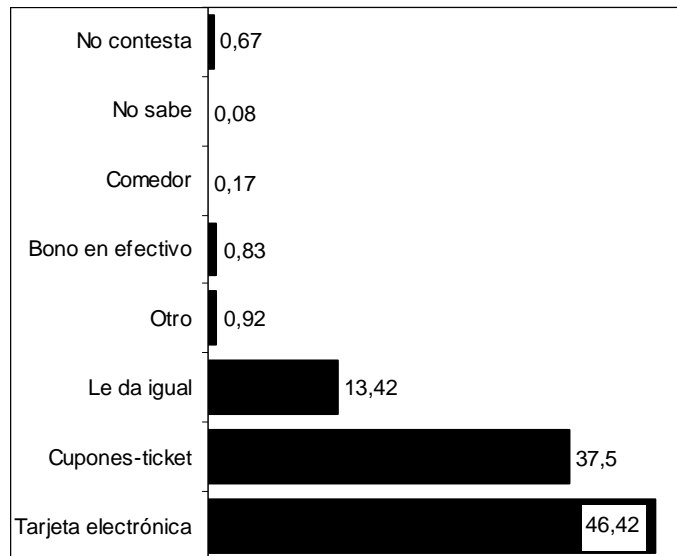 No contesta 0,67
No sabe 0,08
Comedor 0,17
Bono en efectivo 0,83
Otro 0,92
Le da igual 13,42
Cupones-ticket 37,5
Tarjeta electrónica 46,42